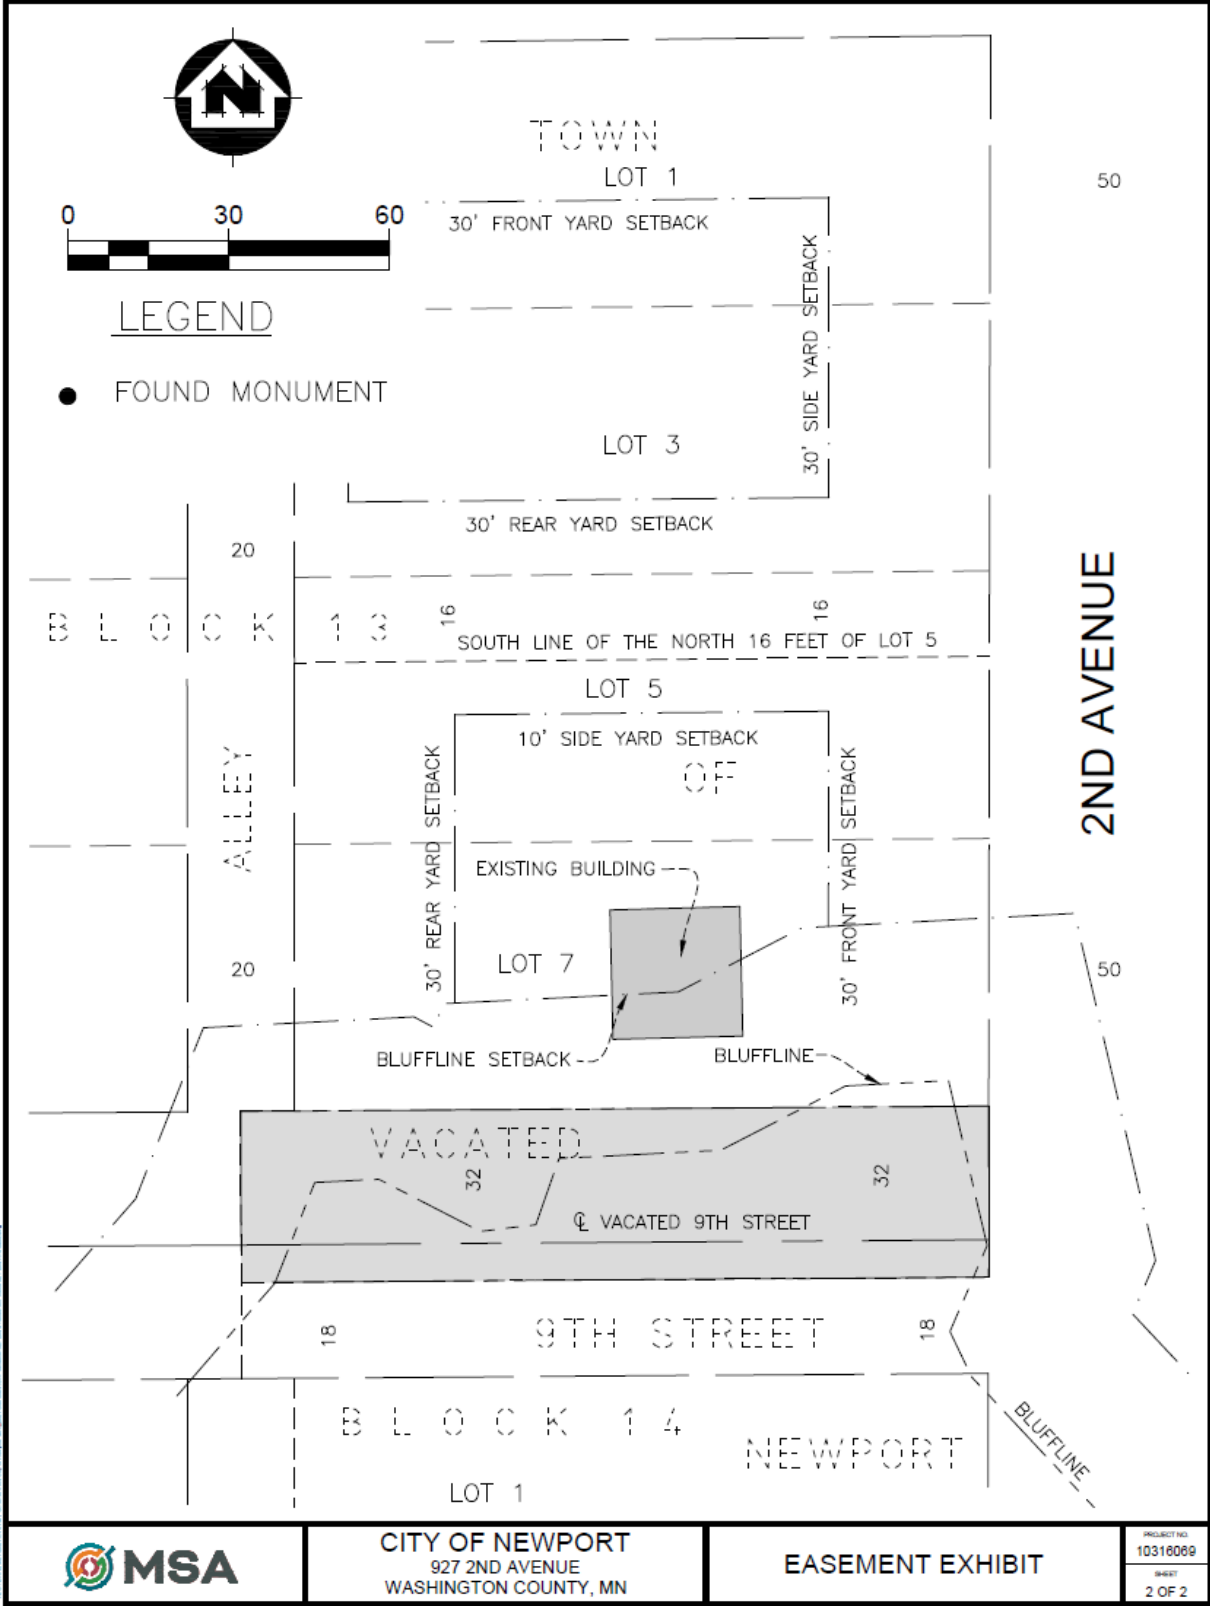 N
TOWN
LOT 1
50
0 30 60
30' FRONT YARD SETBACK
30' SIDE YARD SETBACK
LEGEND
FOUND MONUMENT
LOT 3
30' REAR YARD SETBACK
20
BLOCK 13
16
16
SOUTH LINE OF THE NORTH 16 FEET OF LOT 5
LOT 5
2ND AVENUE
10' SIDE YARD SETBACK
OF
ALLEY
30' REAR YARD SETBACK
30' FRONT YARD SETBACK
EXISTING BUILDING
LOT 7
20
50
BLUFFLINE SETBACK
BLUFFLINE
VACATED
32
32
℄ VACATED 9TH STREET
18
9TH STREET
18
BLOCK 14
NEWPORT
BLUFFLINE
LOT 1
MSA
CITY OF NEWPORT
927 2ND AVENUE
WASHINGTON COUNTY, MN
EASEMENT EXHIBIT
PROJECT NO.
10316069
SHEET
2 OF 2